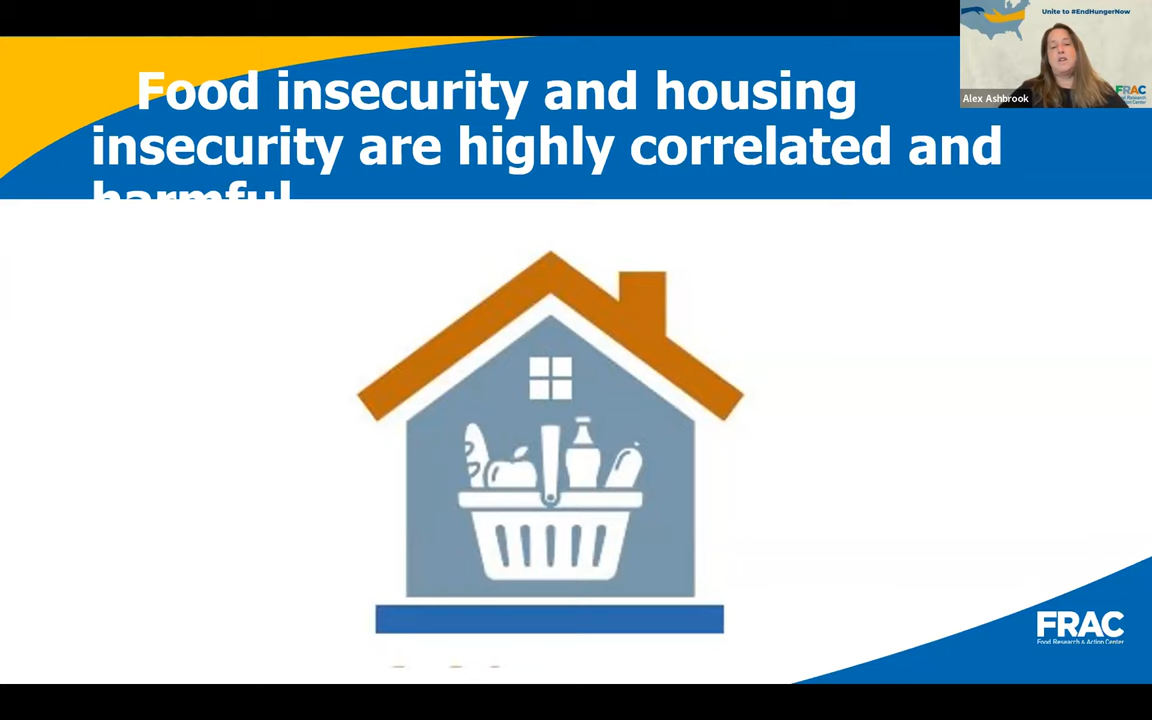 Unite to #EndHungerNow
FRAC
Alex Ashbrook
Food insecurity and housing
insecurity are highly correlated and
harmful
FRAC
Food Research & Action Center